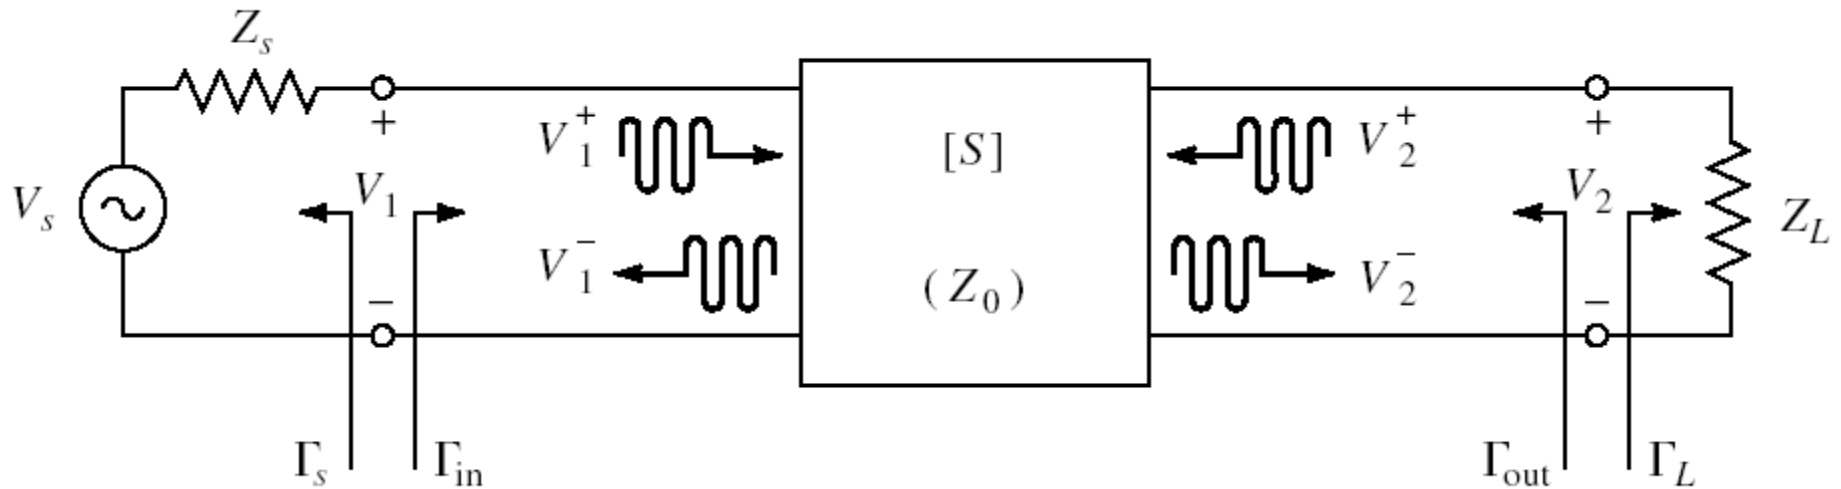 Z_s
+ +
V_1^+ [S] V_2^+
V_s V_1 V_2 Z_L
V_1^- (Z_0) V_2^-
− −
Γ_s Γ_in Γ_out Γ_L